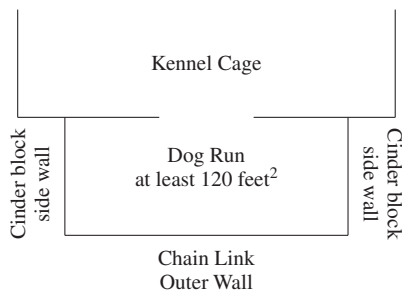 Kennel Cage
Cinder block
side wall
Dog Run
at least 120 feet²
Cinder block
side wall
Chain Link
Outer Wall